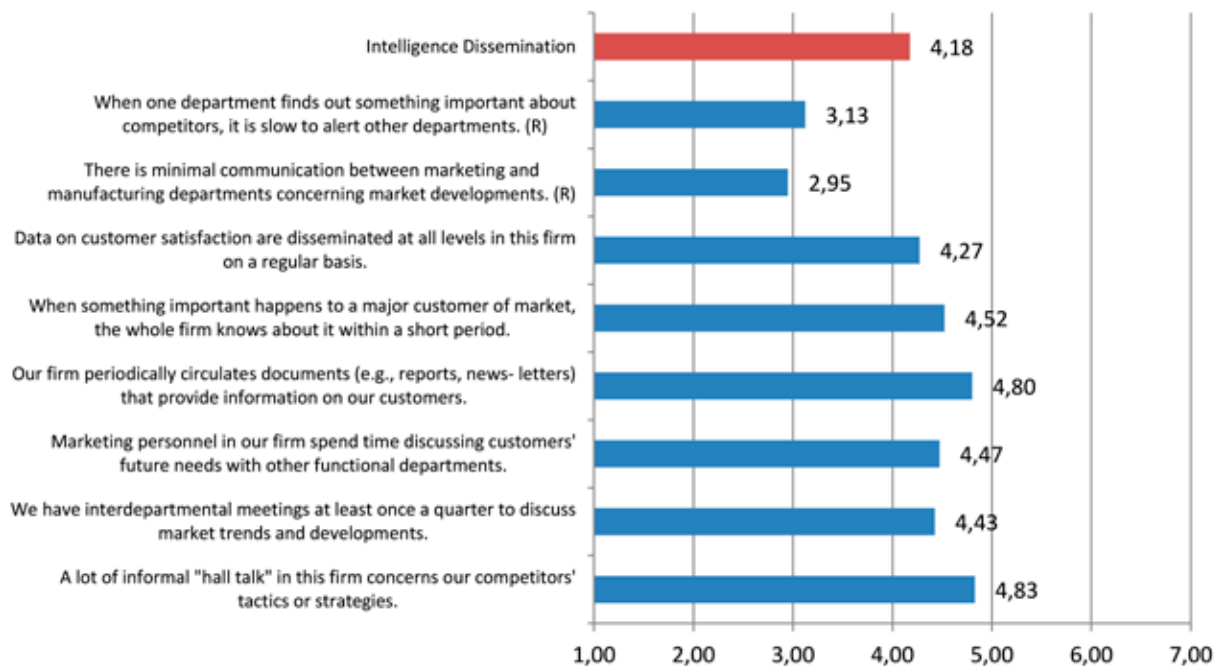 Intelligence Dissemination
4,18
When one department finds out something important about
competitors, it is slow to alert other departments. (R)
3,13
There is minimal communication between marketing and
manufacturing departments concerning market developments. (R)
2,95
Data on customer satisfaction are disseminated at all levels in this firm
on a regular basis.
4,27
When something important happens to a major customer of market,
the whole firm knows about it within a short period.
4,52
Our firm periodically circulates documents (e.g., reports, news- letters)
that provide information on our customers.
4,80
Marketing personnel in our firm spend time discussing customers'
future needs with other functional departments.
4,47
We have interdepartmental meetings at least once a quarter to discuss
market trends and developments.
4,43
A lot of informal "hall talk" in this firm concerns our competitors'
tactics or strategies.
4,83
1,00 2,00 3,00 4,00 5,00 6,00 7,00